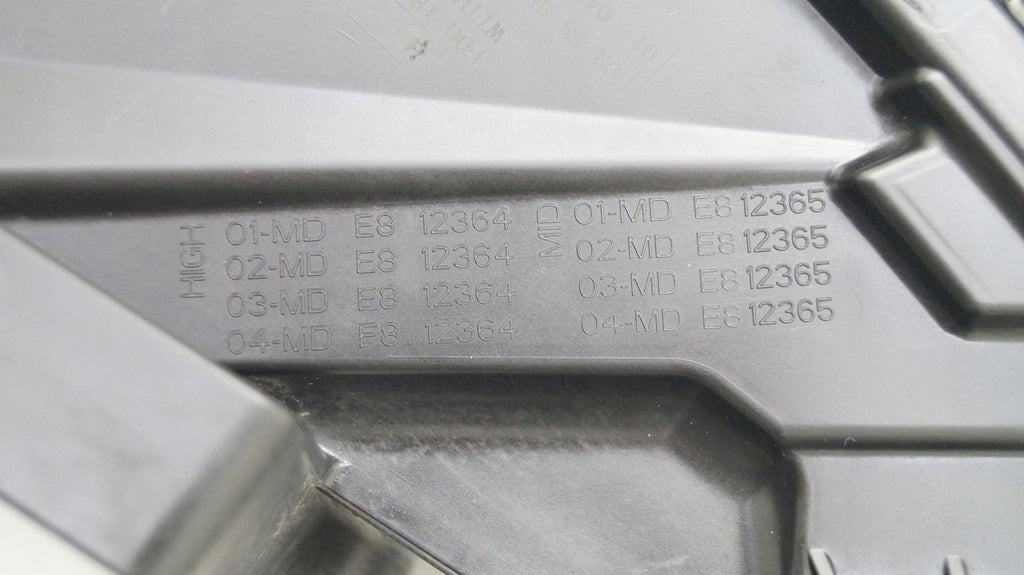 HIGH
01-MD E8 12364
02-MD E8 12364
03-MD E8 12364
04-MD E8 12364
MID
01-MD E8 12365
02-MD E8 12365
03-MD E8 12365
04-MD E8 12365